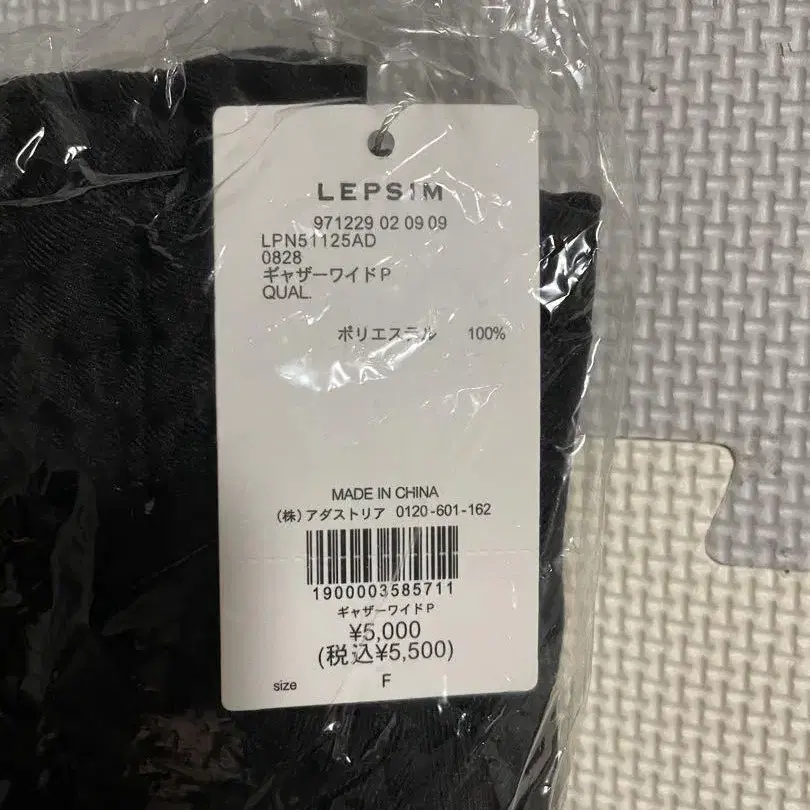 LEPSIM
971229 02 09 09
LPN51125AD
0828
ギャザーワイドP
QUAL.
ポリエステル 100%
MADE IN CHINA
(株)アダストリア 0120-601-162
1900003585711
ギャザーワイドP
¥5,000
(税込¥5,500)
size F